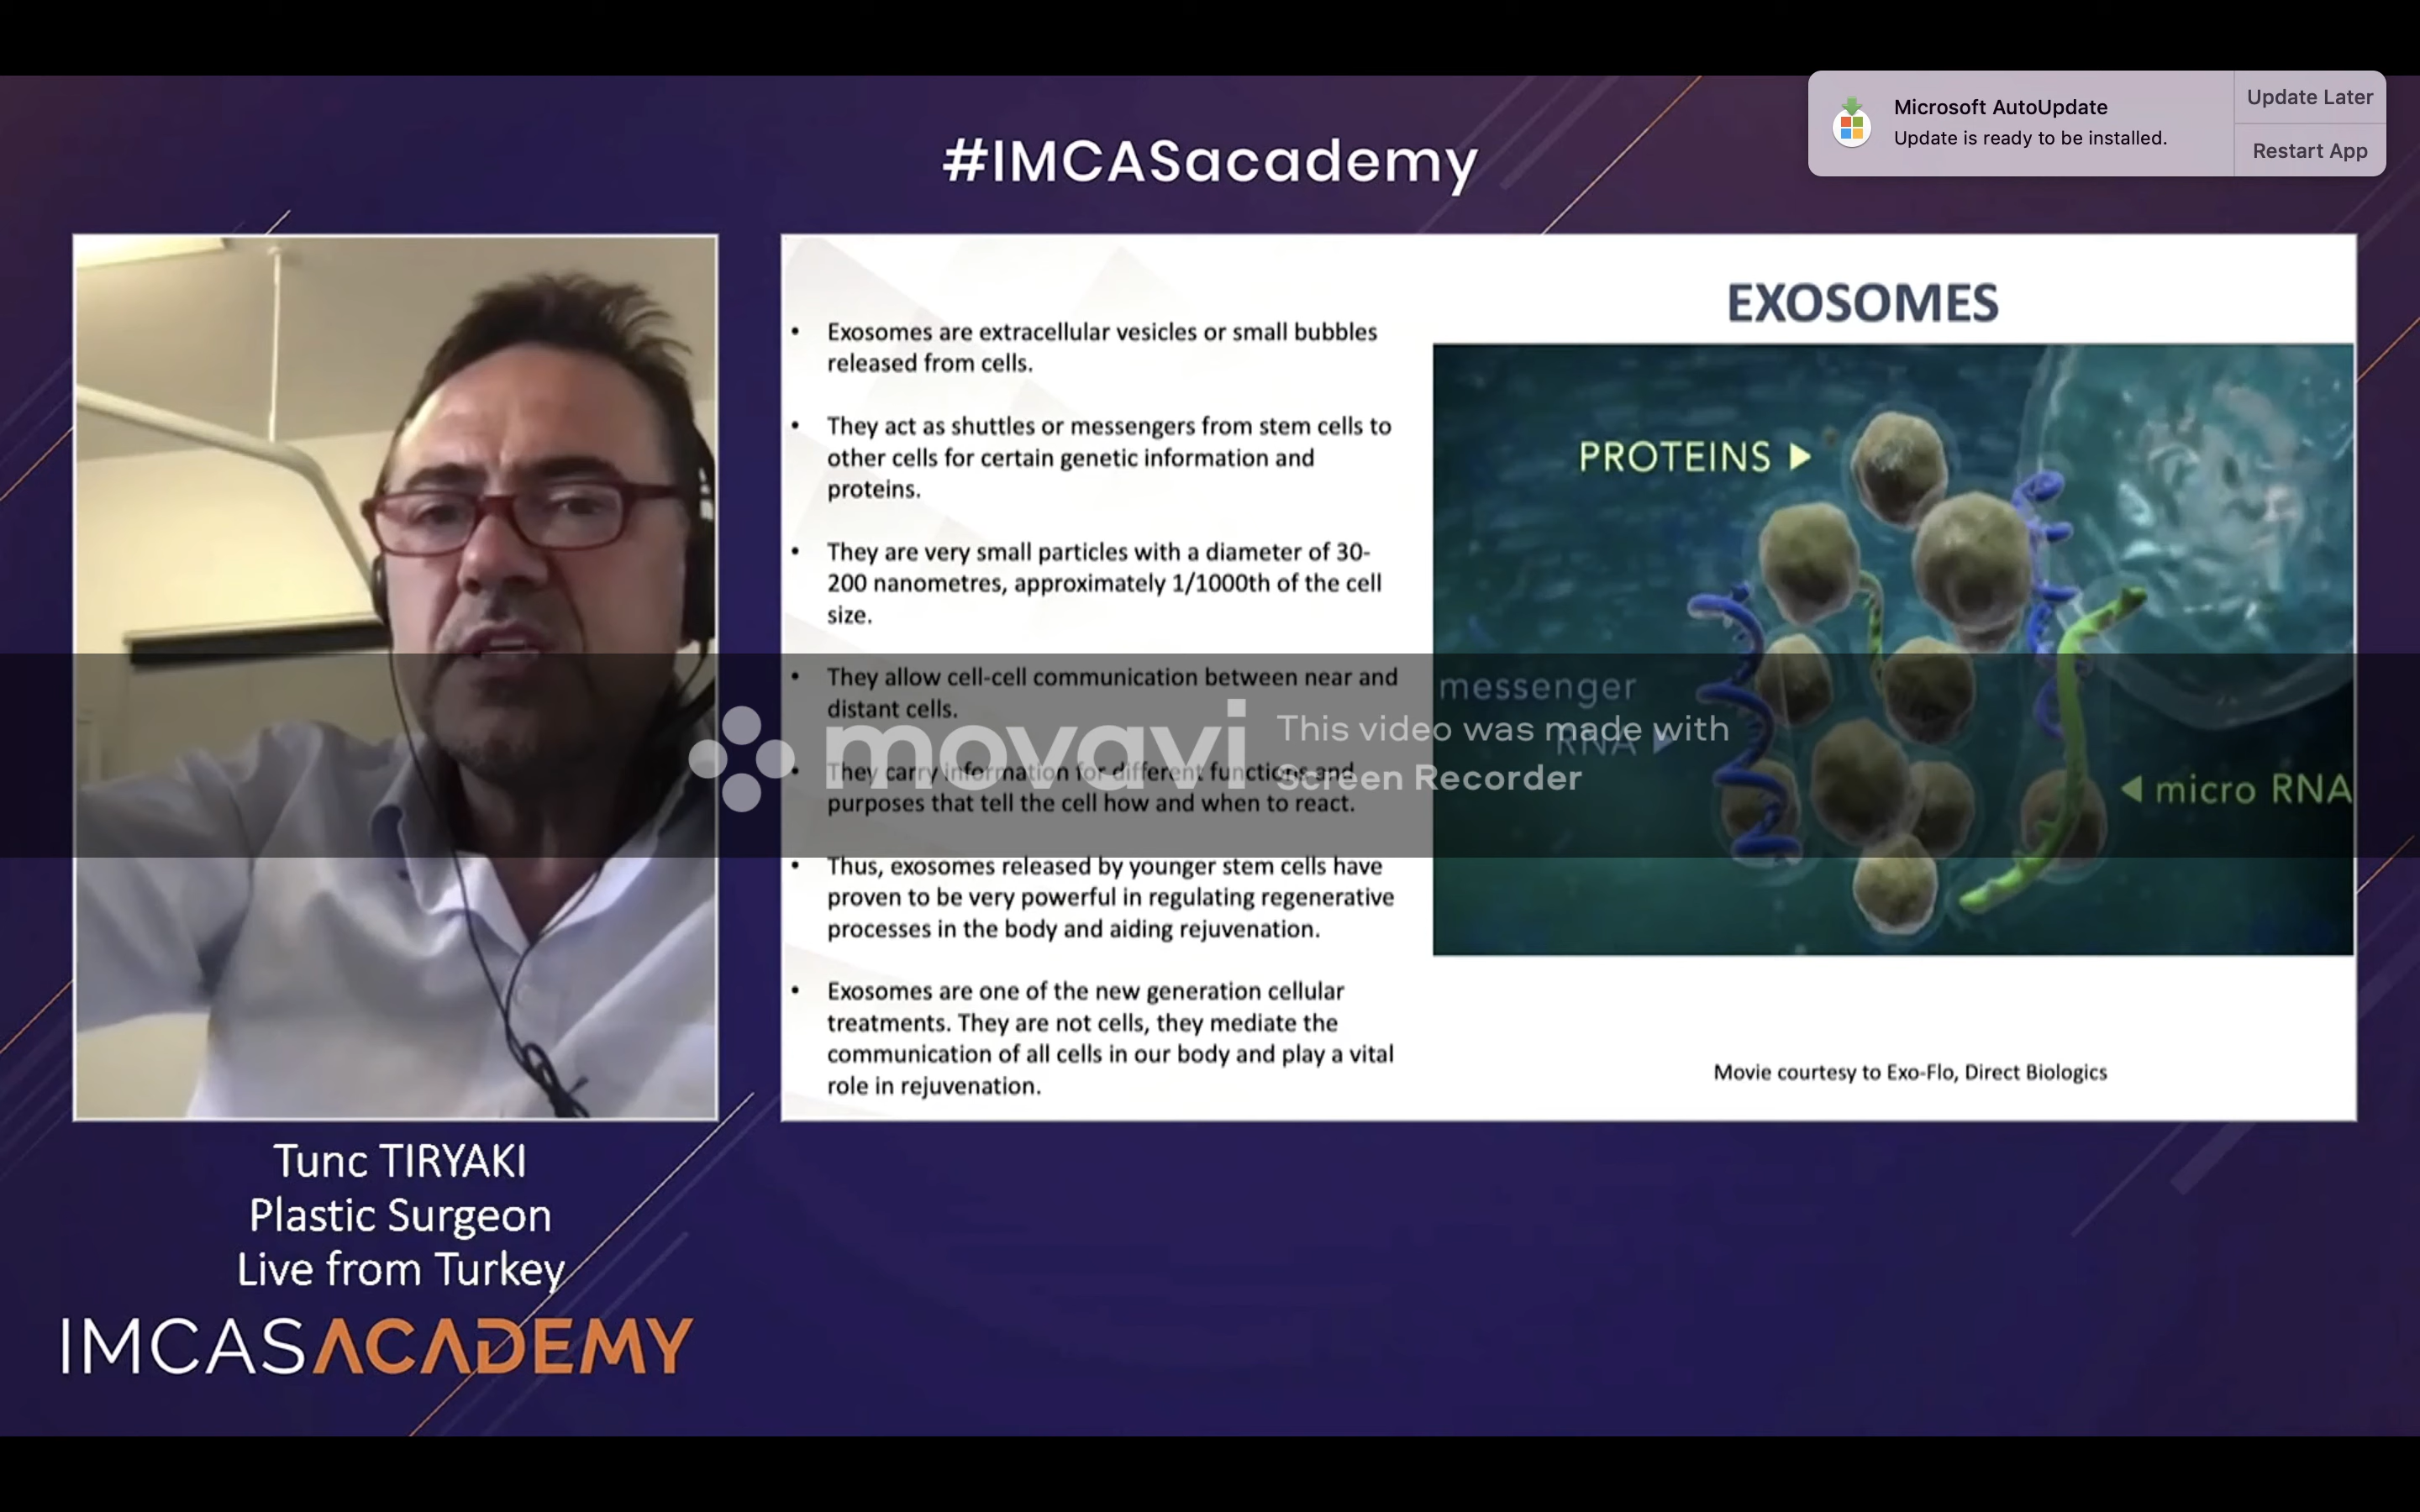 Microsoft AutoUpdate
Update is ready to be installed.
Update Later
Restart App
#IMCASacademy
EXOSOMES
• Exosomes are extracellular vesicles or small bubbles
released from cells.
• They act as shuttles or messengers from stem cells to
other cells for certain genetic information and
proteins.
• They are very small particles with a diameter of 30-
200 nanometres, approximately 1/1000th of the cell
size.
• They allow cell-cell communication between near and
distant cells.
• They carry information for different functions and
purposes that tell the cell how and when to react.
• Thus, exosomes released by younger stem cells have
proven to be very powerful in regulating regenerative
processes in the body and aiding rejuvenation.
• Exosomes are one of the new generation cellular
treatments. They are not cells, they mediate the
communication of all cells in our body and play a vital
role in rejuvenation.
PROTEINS ▶
messenger
RNA ▶
◀ micro RNA
Movie courtesy to Exo-Flo, Direct Biologics
movavi
This video was made with
Screen Recorder
Tunc TIRYAKI
Plastic Surgeon
Live from Turkey
IMCASACADEMY